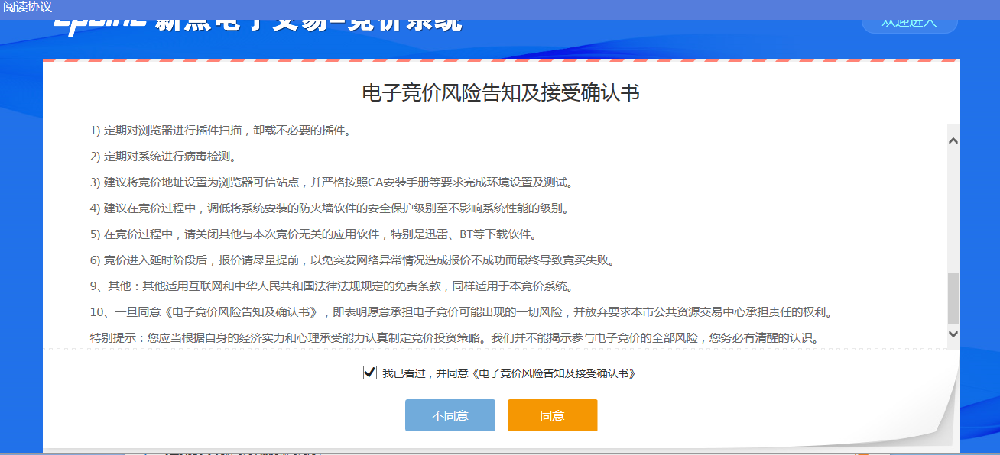 阅读协议
新点电子交易-竞价系统
欢迎进入
电子竞价风险告知及接受确认书
1) 定期对浏览器进行插件扫描，卸载不必要的插件。
2) 定期对系统进行病毒检测。
3) 建议将竞价地址设置为浏览器可信站点，并严格按照CA安装手册等要求完成环境设置及测试。
4) 建议在竞价过程中，调低将系统安装的防火墙软件的安全保护级别至不影响系统性能的级别。
5) 在竞价过程中，请关闭其他与本次竞价无关的应用软件，特别是迅雷、BT等下载软件。
6) 竞价进入延时阶段后，报价请尽量提前，以免突发网络异常情况造成报价不成功而最终导致竞买失败。
9、其他：其他适用互联网和中华人民共和国法律法规规定的免责条款，同样适用于本竞价系统。
10、一旦同意《电子竞价风险告知及确认书》，即表明愿意承担电子竞价可能出现的一切风险，并放弃要求本市公共资源交易中心承担责任的权利。
特别提示：您应当根据自身的经济实力和心理承受能力认真制定竞价投资策略。我们并不能揭示参与电子竞价的全部风险，您务必有清醒的认识。
我已看过，并同意《电子竞价风险告知及接受确认书》
不同意 同意